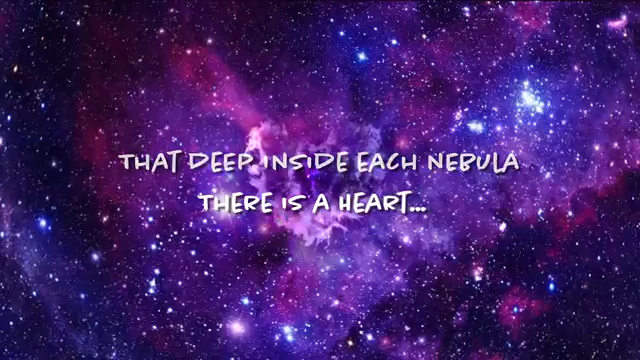 THAT DEEP INSIDE EACH NEBULA
THERE IS A HEART...